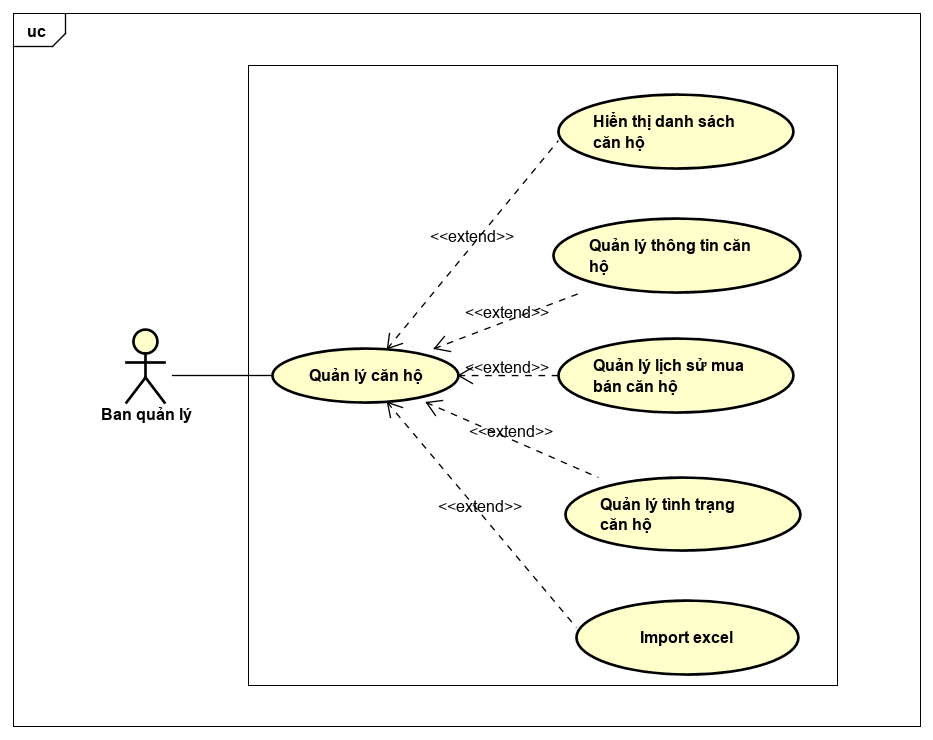 uc
Hiển thị danh sách
căn hộ
<<extend>>
Quản lý thông tin căn
hộ
<<extend>>
Quản lý căn hộ
<<extend>>
Quản lý lịch sử mua
bán căn hộ
Ban quản lý
<<extend>>
Quản lý tình trạng
căn hộ
<<extend>>
Import excel